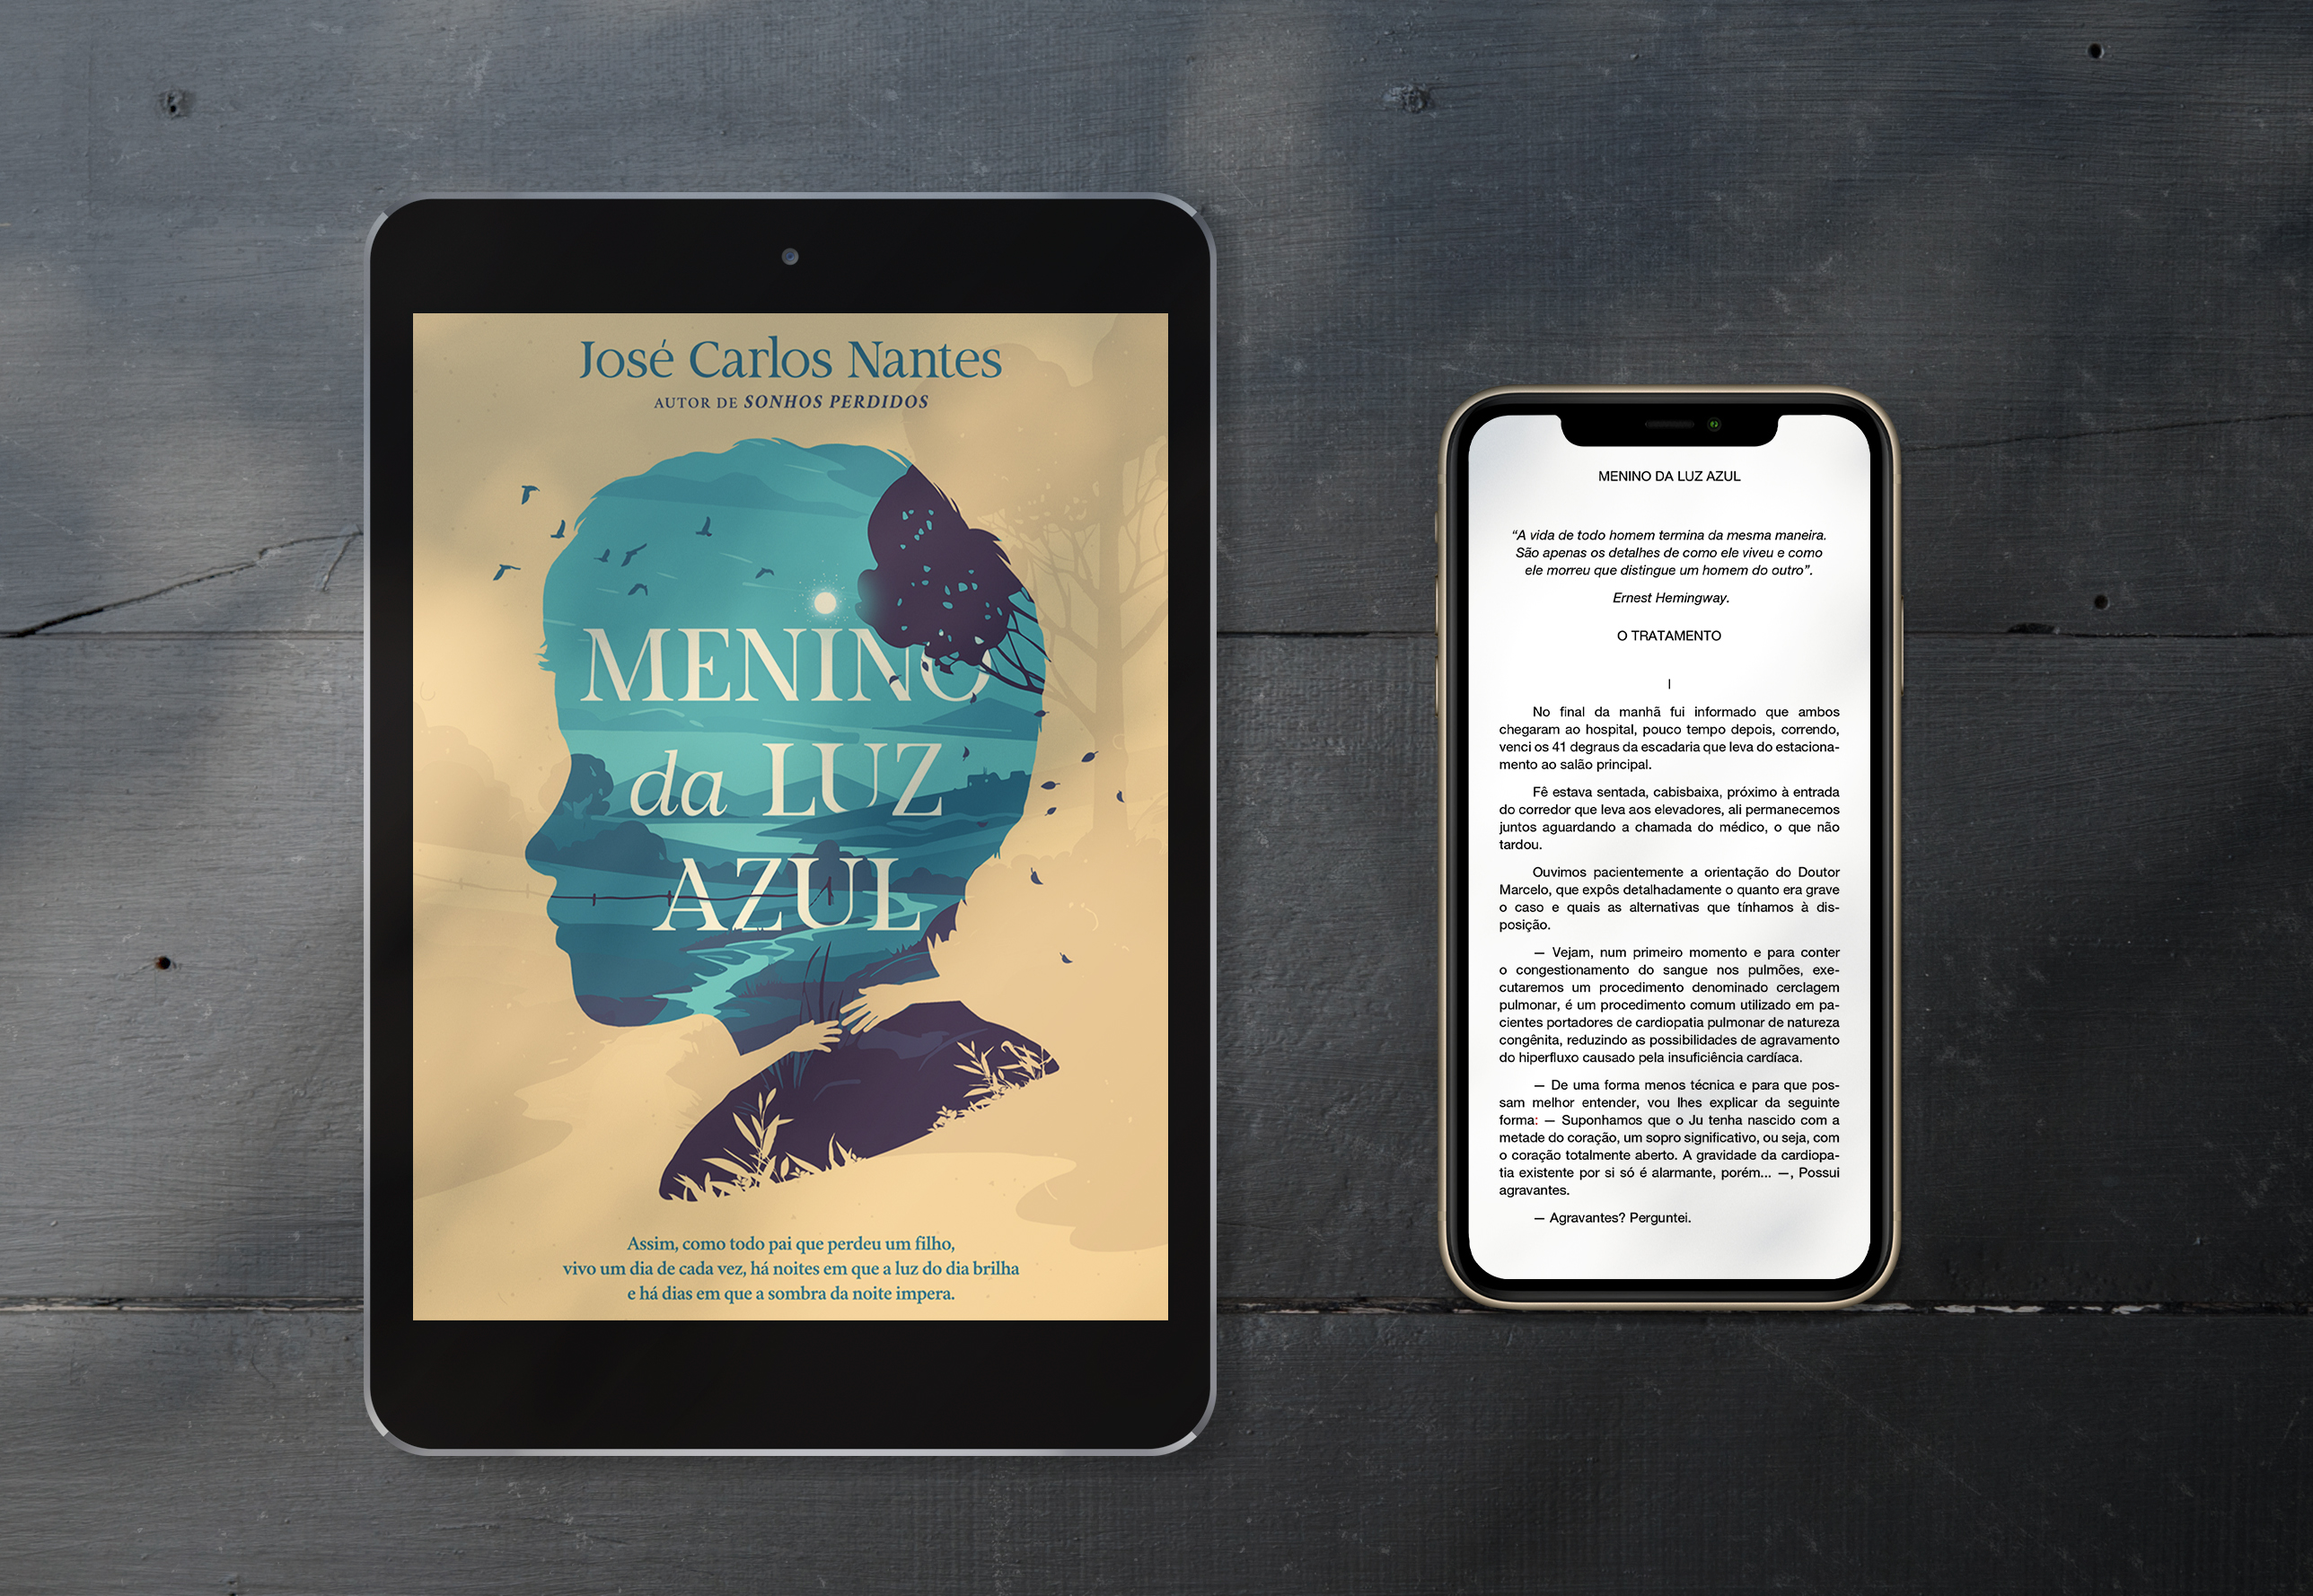 José Carlos Nantes
AUTOR DE SONHOS PERDIDOS
MENINO
da LUZ
AZUL
Assim, como todo pai que perdeu um filho,
vivo um dia de cada vez, há noites em que a luz do dia brilha
e há dias em que a sombra da noite impera.
MENINO DA LUZ AZUL
“A vida de todo homem termina da mesma maneira.
São apenas os detalhes de como ele viveu e como
ele morreu que distingue um homem do outro”.
Ernest Hemingway.
O TRATAMENTO
I
No final da manhã fui informado que ambos
chegaram ao hospital, pouco tempo depois, correndo,
venci os 41 degraus da escadaria que leva do estaciona-
mento ao salão principal.
Fê estava sentada, cabisbaixa, próximo à entrada
do corredor que leva aos elevadores, ali permanecemos
juntos aguardando a chamada do médico, o que não
tardou.
Ouvimos pacientemente a orientação do Doutor
Marcelo, que expôs detalhadamente o quanto era grave
o caso e quais as alternativas que tínhamos à dis-
posição.
— Vejam, num primeiro momento e para conter
o congestionamento do sangue nos pulmões, exe-
cutaremos um procedimento denominado cerclagem
pulmonar, é um procedimento comum utilizado em pa-
cientes portadores de cardiopatia pulmonar de natureza
congênita, reduzindo as possibilidades de agravamento
do hiperfluxo causado pela insuficiência cardíaca.
— De uma forma menos técnica e para que pos-
sam melhor entender, vou lhes explicar da seguinte
forma: — Suponhamos que o Ju tenha nascido com a
metade do coração, um sopro significativo, ou seja, com
o coração totalmente aberto. A gravidade da cardiopa-
tia existente por si só é alarmante, porém... —, Possui
agravantes.
— Agravantes? Perguntei.